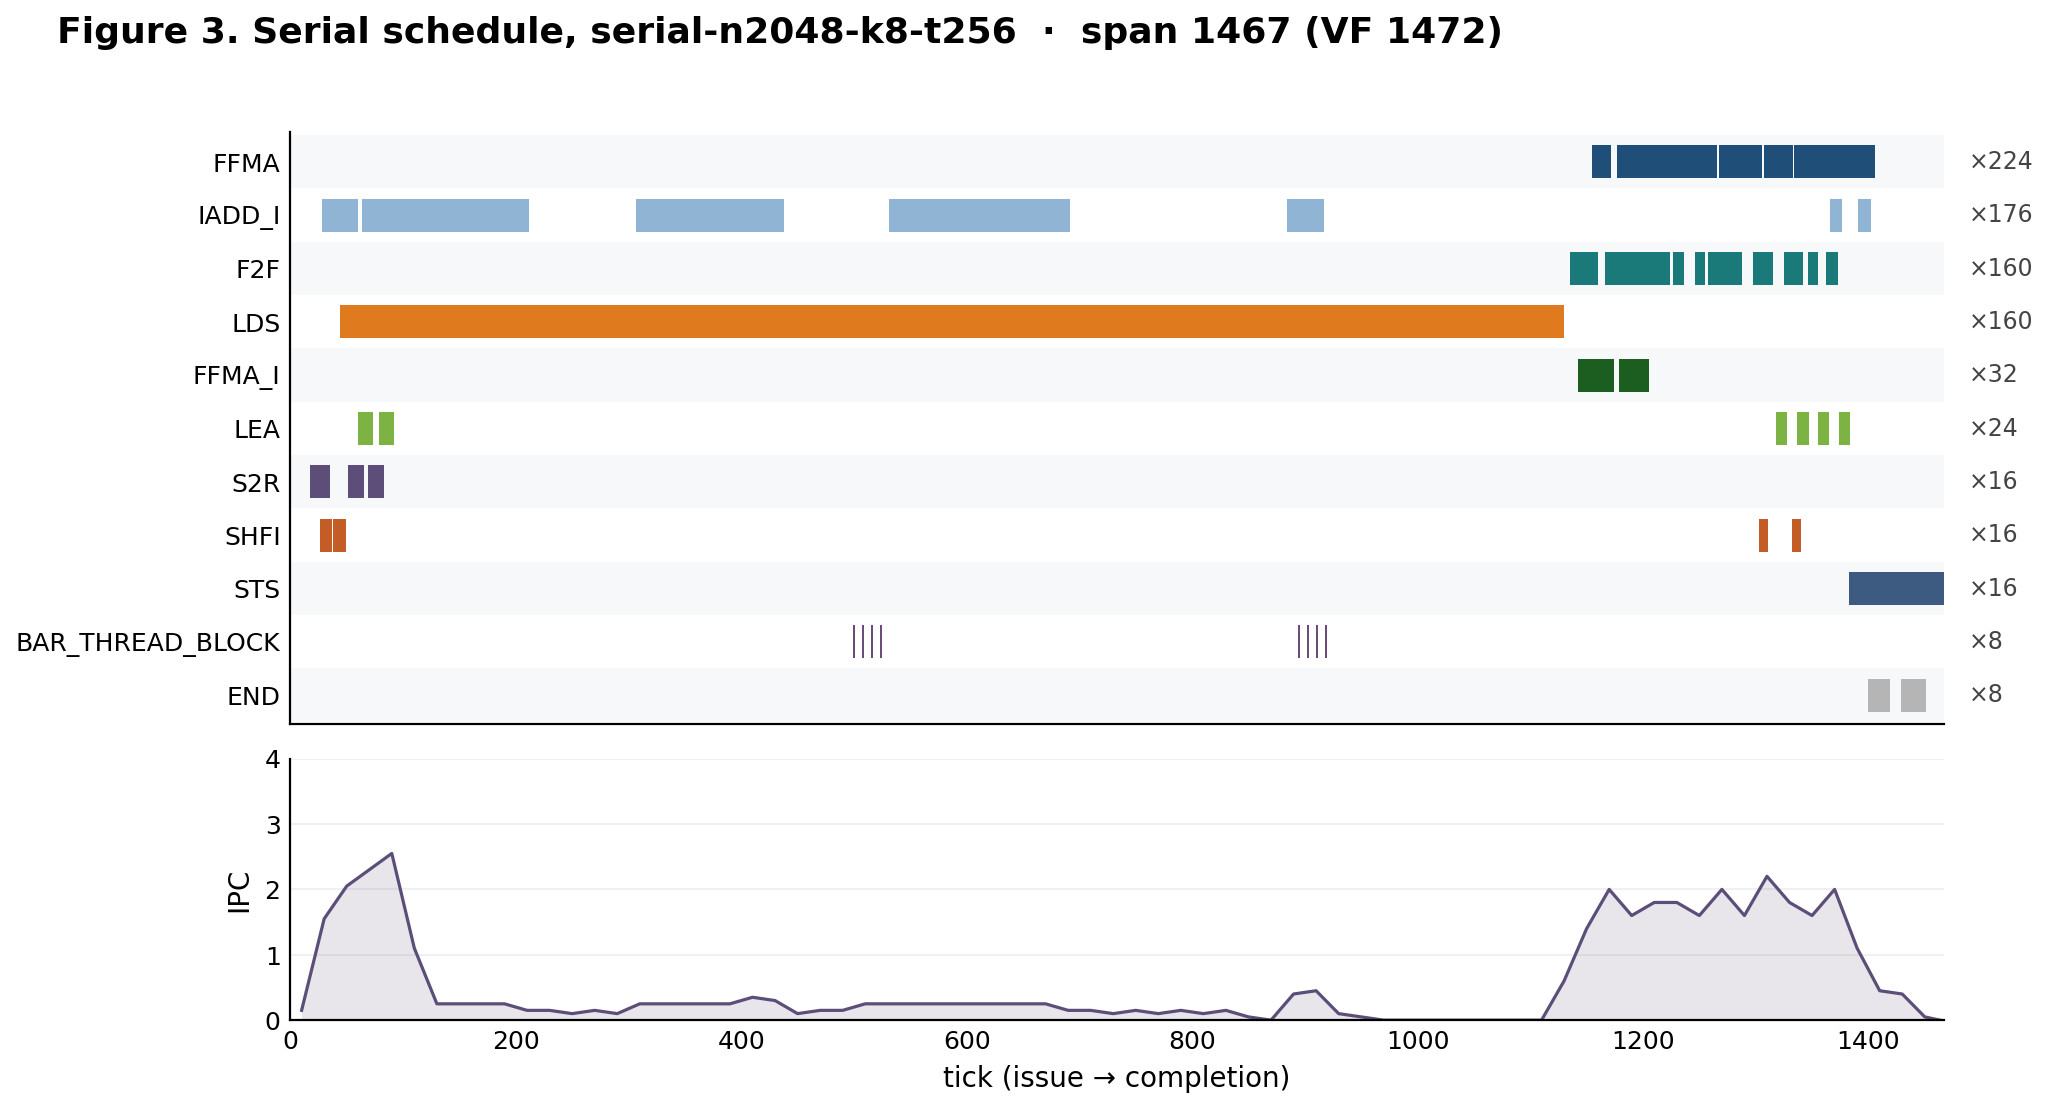 Figure 3. Serial schedule, serial-n2048-k8-t256 · span 1467 (VF 1472)
FFMA ×224
IADD_I ×176
F2F ×160
LDS ×160
FFMA_I ×32
LEA ×24
S2R ×16
SHFI ×16
STS ×16
BAR_THREAD_BLOCK ×8
END ×8
4
3
2
1
0
IPC
0 200 400 600 800 1000 1200 1400
tick (issue → completion)